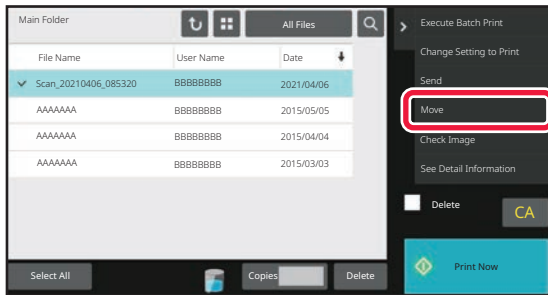 Main Folder
All Files
File Name User Name Date
Scan_20210406_085320 BBBBBBBB 2021/04/06
AAAAAAA BBBBBBBB 2015/05/05
AAAAAAA BBBBBBBB 2015/04/04
AAAAAAA BBBBBBBB 2015/03/03
Select All
Copies
Delete
Execute Batch Print
Change Setting to Print
Send
Move
Check Image
See Detail Information
Delete
CA
Print Now